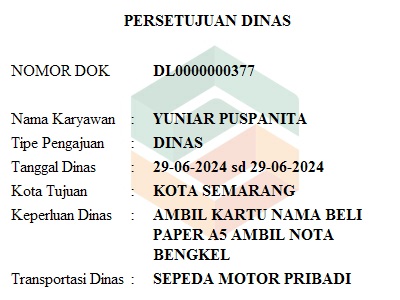 PERSETUJUAN DINAS
NOMOR DOK DL0000000377
Nama Karyawan : YUNIAR PUSPANITA
Tipe Pengajuan : DINAS
Tanggal Dinas : 29-06-2024 sd 29-06-2024
Kota Tujuan : KOTA SEMARANG
Keperluan Dinas : AMBIL KARTU NAMA BELI
PAPER A5 AMBIL NOTA
BENGKEL
Transportasi Dinas : SEPEDA MOTOR PRIBADI